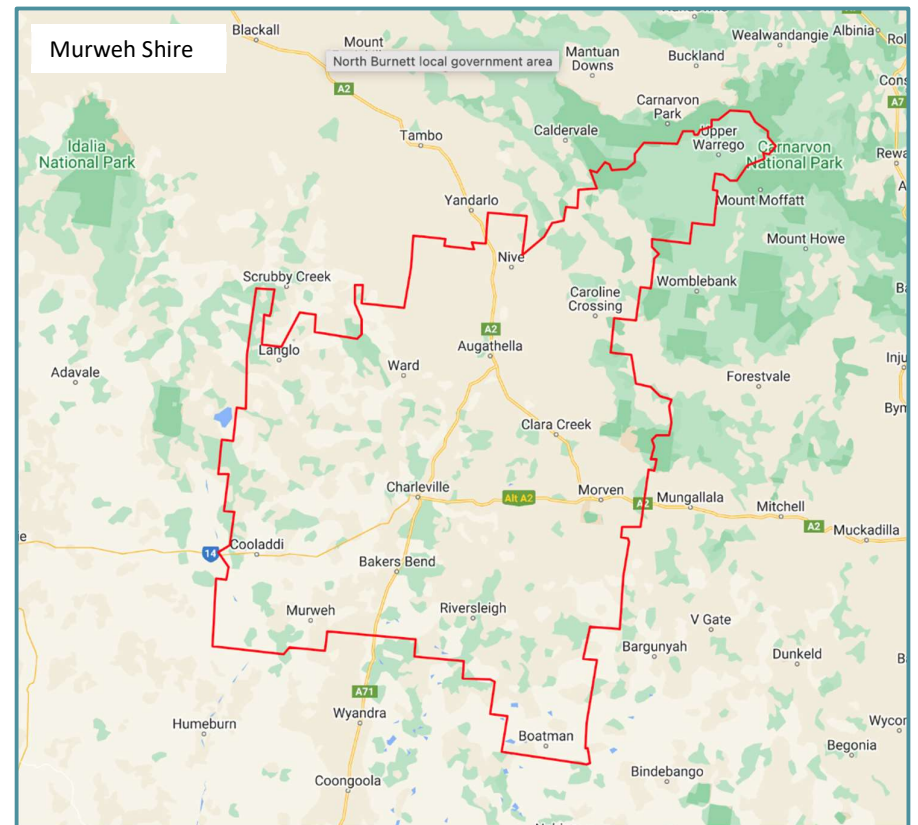 Murweh Shire
Blackall
Mount
North Burnett local government area
Mantuan
Downs
Wealwandangie
Albinia
Buckland
A2
Carnarvon
Park
A7
Tambo
Caldervale
Upper
Warrego
Carnarvon
National Park
Idalia
National Park
Yandarlo
Mount Moffatt
Nive
Mount Howe
Scrubby Creek
Womblebank
Caroline
Crossing
A2
Langlo
Augathella
Adavale
Ward
Forestvale
Clara Creek
Charleville
Alt A2
Morven
A2
Mungallala
Mitchell
A2
Muckadilla
14
Cooladdi
Bakers Bend
Murweh
Riversleigh
V Gate
Bargunyah
Dunkeld
A71
Wyandra
Humeburn
Boatman
Begonia
Bindebango
Coongoola